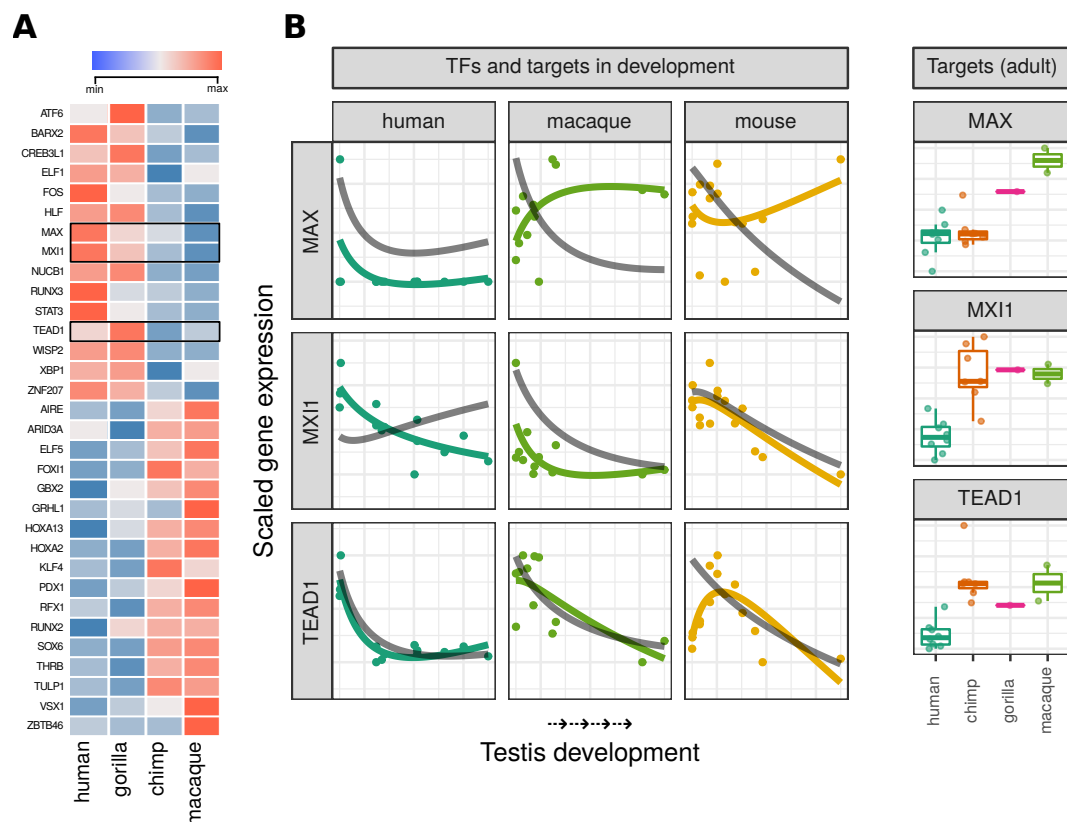 A
min
max
ATF6
BARX2
CREB3L1
ELF1
FOS
HLF
MAX
MXI1
NUCB1
RUNX3
STAT3
TEAD1
WISP2
XBP1
ZNF207
AIRE
ARID3A
ELF5
FOXI1
GBX2
GRHL1
HOXA13
HOXA2
KLF4
PDX1
RFX1
RUNX2
SOX6
THRB
TULP1
VSX1
ZBTB46
human
gorilla
chimp
macaque
B
TFs and targets in development
human
macaque
mouse
Scaled gene expression
MAX
MXI1
TEAD1
Testis development
Targets (adult)
MAX
MXI1
TEAD1
human
chimp
gorilla
macaque